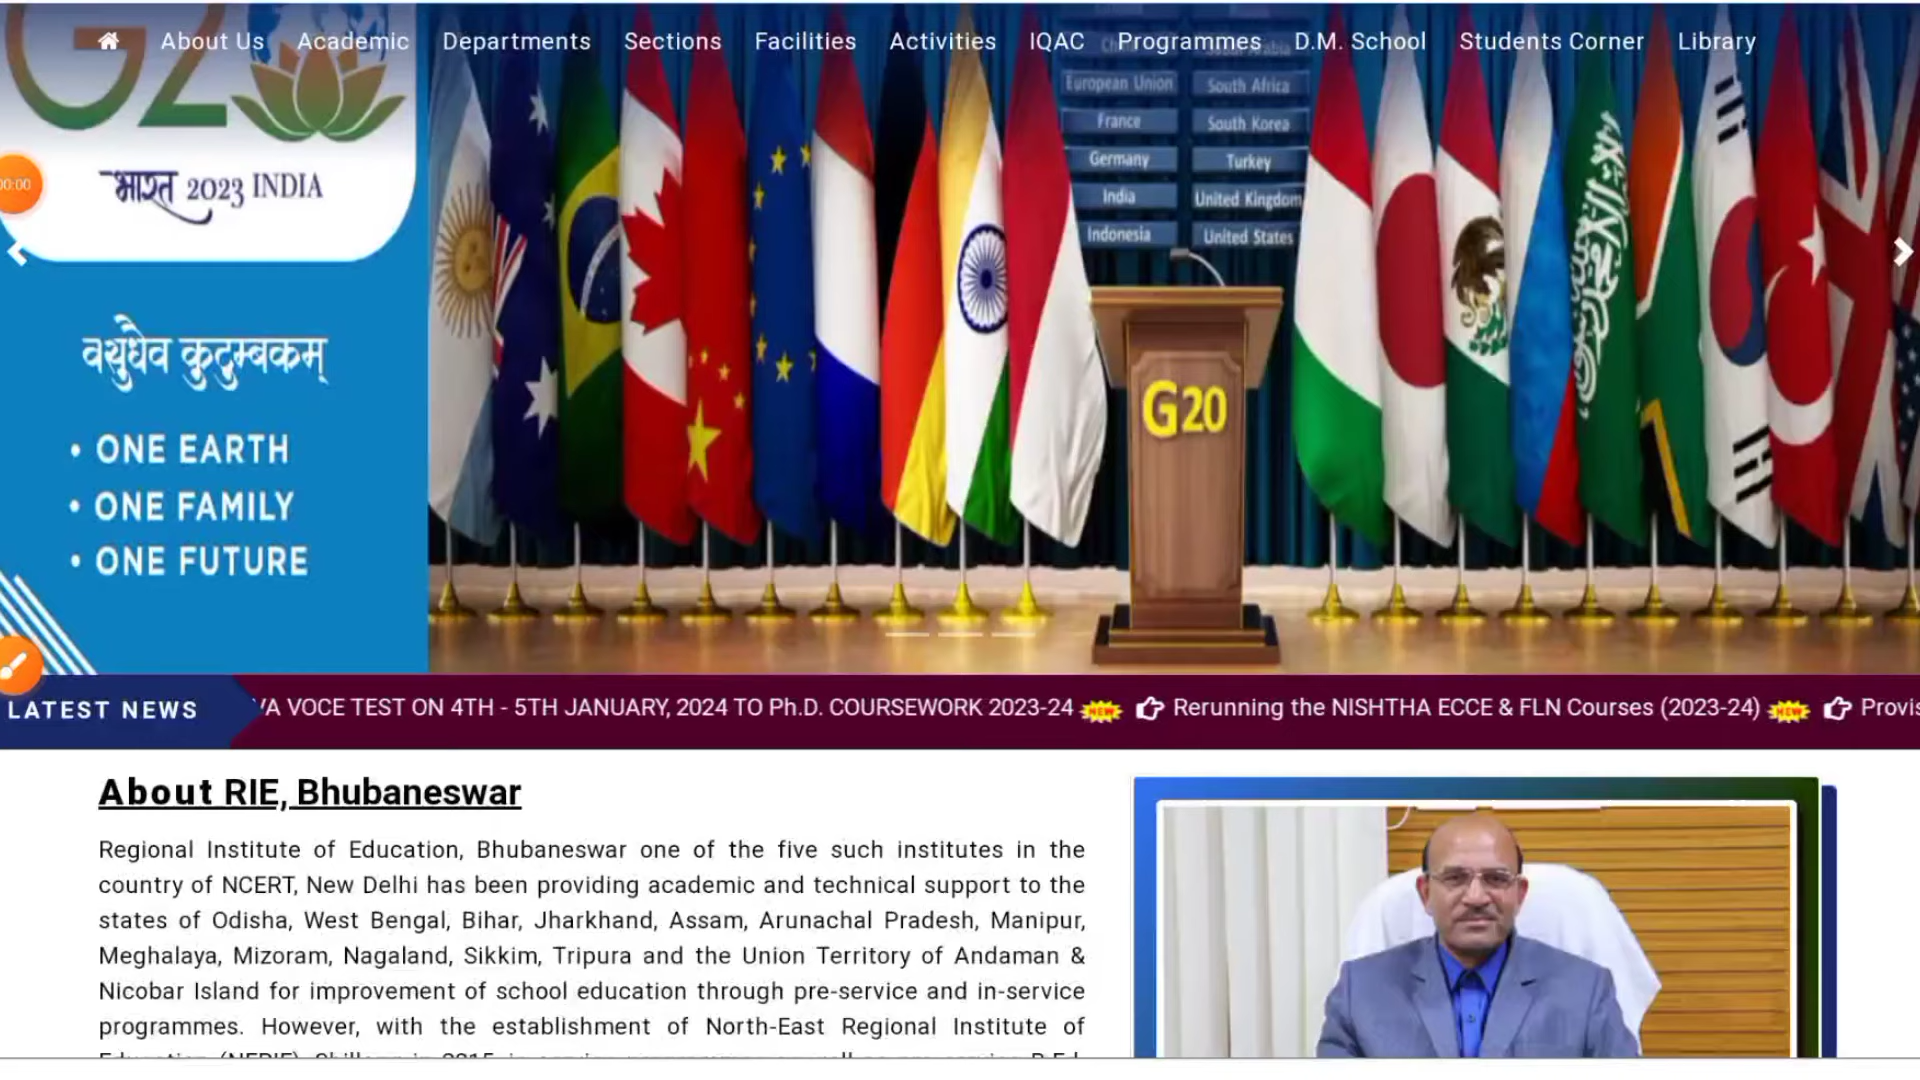 About Us Academic Departments Sections Facilities Activities IQAC Programmes D.M. School Students Corner Library
G20
भारत 2023 INDIA
00:00
वसुधैव कुटुम्बकम्
• ONE EARTH
• ONE FAMILY
• ONE FUTURE
European Union South Africa
France South Korea
Germany Turkey
India United Kingdom
Indonesia United States
G20
LATEST NEWS
VA VOCE TEST ON 4TH - 5TH JANUARY, 2024 TO Ph.D. COURSEWORK 2023-24 NEW Rerunning the NISHTHA ECCE & FLN Courses (2023-24) NEW Provis
About RIE, Bhubaneswar
Regional Institute of Education, Bhubaneswar one of the five such institutes in the
country of NCERT, New Delhi has been providing academic and technical support to the
states of Odisha, West Bengal, Bihar, Jharkhand, Assam, Arunachal Pradesh, Manipur,
Meghalaya, Mizoram, Nagaland, Sikkim, Tripura and the Union Territory of Andaman &
Nicobar Island for improvement of school education through pre-service and in-service
programmes. However, with the establishment of North-East Regional Institute of